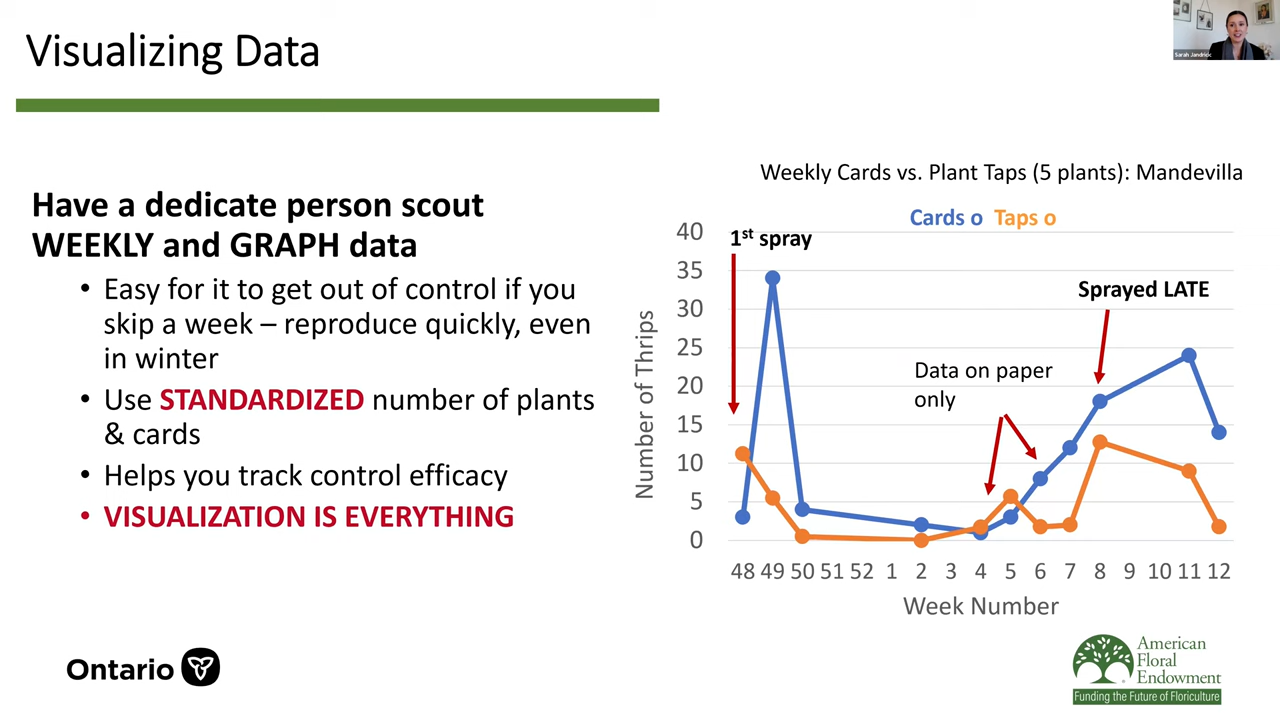 Visualizing Data
Sarah Jandricic
Have a dedicate person scout
WEEKLY and GRAPH data
• Easy for it to get out of control if you
skip a week – reproduce quickly, even
in winter
• Use STANDARDIZED number of plants
& cards
• Helps you track control efficacy
• VISUALIZATION IS EVERYTHING
Weekly Cards vs. Plant Taps (5 plants): Mandevilla
Cards o Taps o
1st spray
Sprayed LATE
Data on paper
only
Number of Thrips
40
35
30
25
20
15
10
5
0
48 49 50 51 52 1 2 3 4 5 6 7 8 9 10 11 12
Week Number
Ontario
American
Floral
Endowment
Funding the Future of Floriculture